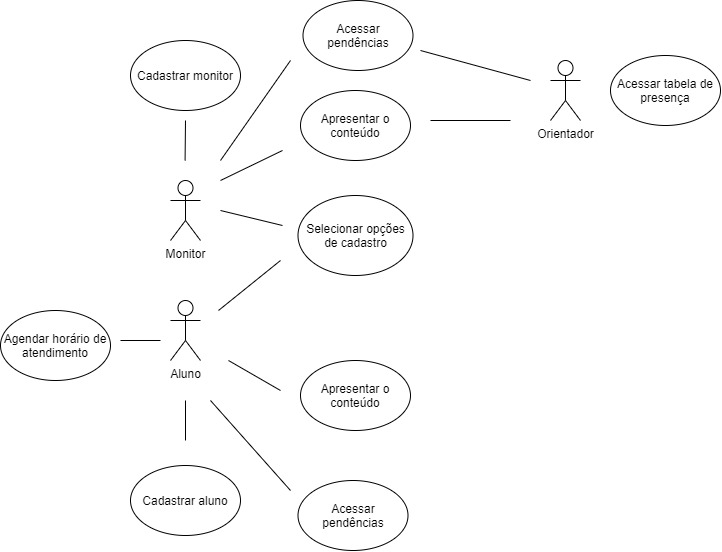 Acessar
pendências
Cadastrar monitor
Acessar tabela de
presença
Apresentar o
conteúdo
Orientador
Selecionar opções
de cadastro
Monitor
Agendar horário de
atendimento
Aluno
Apresentar o
conteúdo
Cadastrar aluno
Acessar
pendências